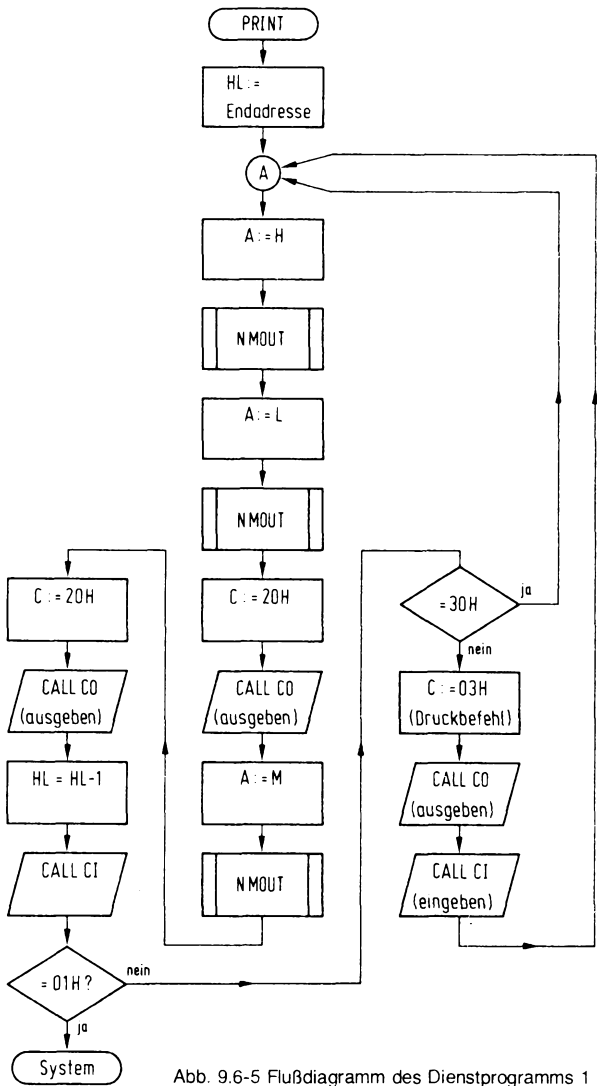 PRINT
HL :=
Endadresse
A
A := H
NMOUT
A := L
NMOUT
C := 20H
CALL CO
(ausgeben)
A := M
NMOUT
C := 20H
CALL CO
(ausgeben)
HL = HL-1
CALL CI
= 01H ?
nein
ja
System
= 30H
ja
nein
C := 03H
(Druckbefehl)
CALL CO
(ausgeben)
CALL CI
(eingeben)
Abb. 9.6-5 Flußdiagramm des Dienstprogramms 1